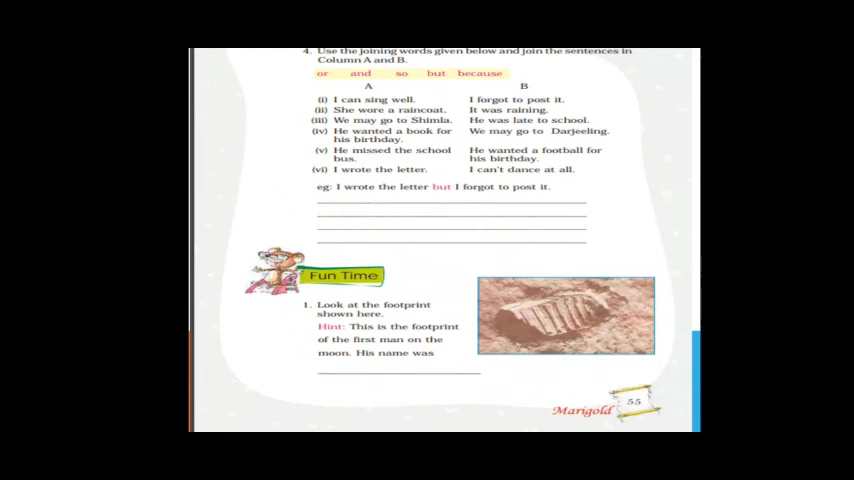 4. Use the joining words given below and join the sentences in
Column A and B.
or and so but because
A B
(i) I can sing well. I forgot to post it.
(ii) She wore a raincoat. It was raining.
(iii) We may go to Shimla. He was late to school.
(iv) He wanted a book for We may go to Darjeeling.
his birthday.
(v) He missed the school He wanted a football for
bus. his birthday.
(vi) I wrote the letter. I can't dance at all.
eg: I wrote the letter but I forgot to post it.
Fun Time
1. Look at the footprint
shown here.
Hint: This is the footprint
of the first man on the
moon. His name was
Marigold 55